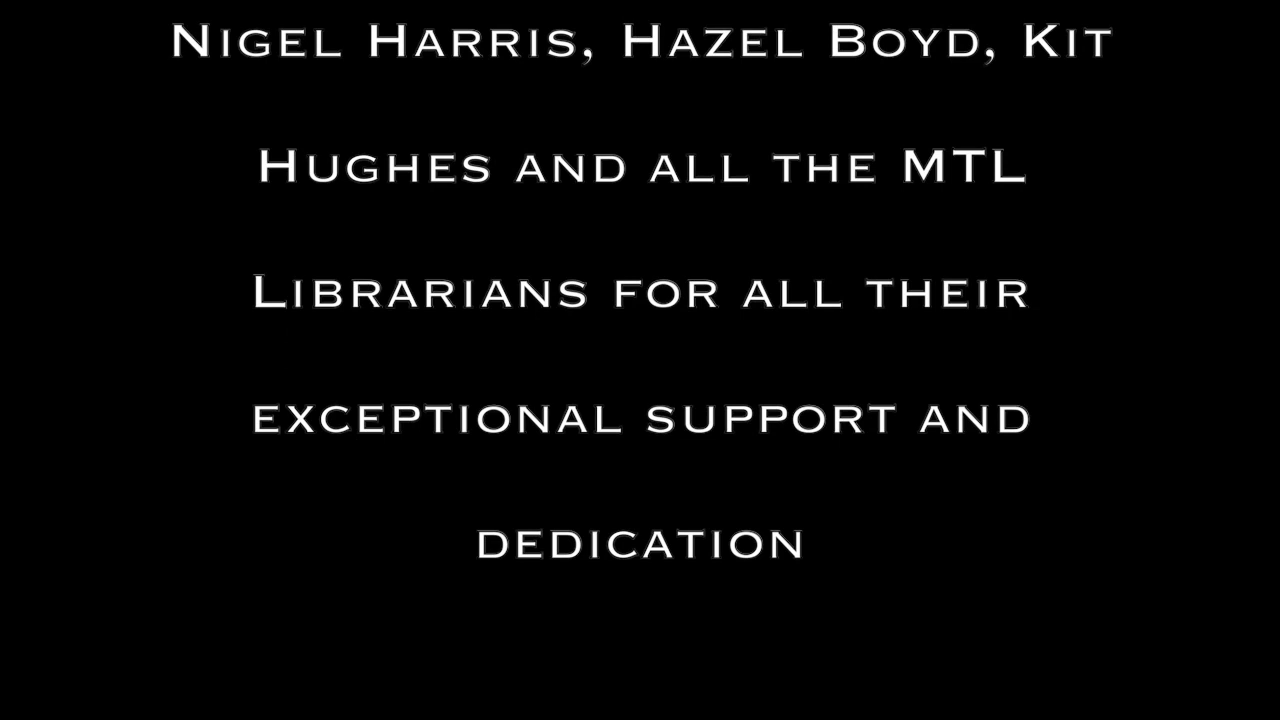 Nigel Harris, Hazel Boyd, Kit
Hughes and all the MTL
Librarians for all their
exceptional support and
dedication